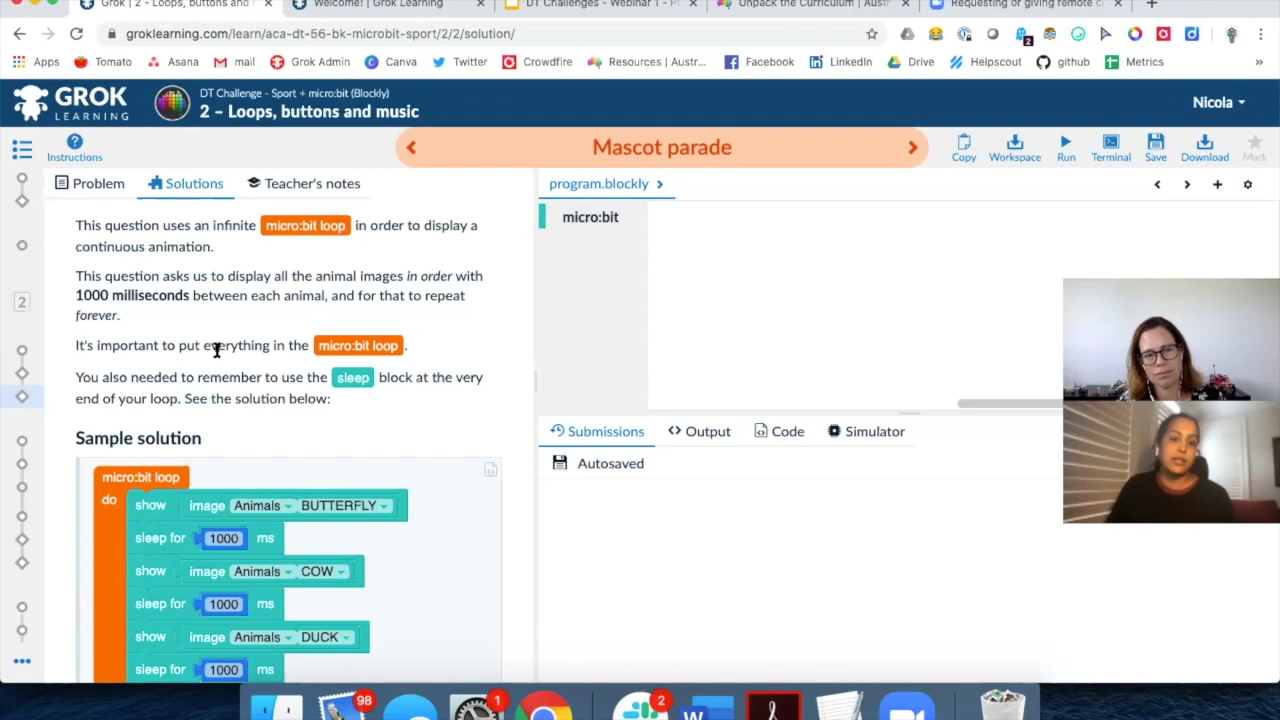 Grok | 2 - Loops, buttons and
Welcome! | Grok Learning
DT Challenges - Webinar 1 - P
Unpack the Curriculum | Aust
Requesting or giving remote c
groklearning.com/learn/aca-dt-56-bk-microbit-sport/2/2/solution/
2
Apps Tomato Asana mail Grok Admin Canva Twitter Crowdfire Resources | Austr... Facebook LinkedIn Drive Helpscout github Metrics »
GROK
LEARNING
DT Challenge - Sport + micro:bit (Blockly)
2 – Loops, buttons and music
Nicola
Instructions
Mascot parade
Copy Workspace Run Terminal Save Download Mark
Problem Solutions Teacher's notes
program.blockly
micro:bit
2
This question uses an infinite micro:bit loop in order to display a
continuous animation.
This question asks us to display all the animal images in order with
1000 milliseconds between each animal, and for that to repeat
forever.
It's important to put everything in the micro:bit loop.
You also needed to remember to use the sleep block at the very
end of your loop. See the solution below:
Sample solution
micro:bit loop
do show image Animals BUTTERFLY
sleep for 1000 ms
show image Animals COW
sleep for 1000 ms
show image Animals DUCK
sleep for 1000 ms
Submissions Output Code Simulator
Autosaved
98
1
2
W